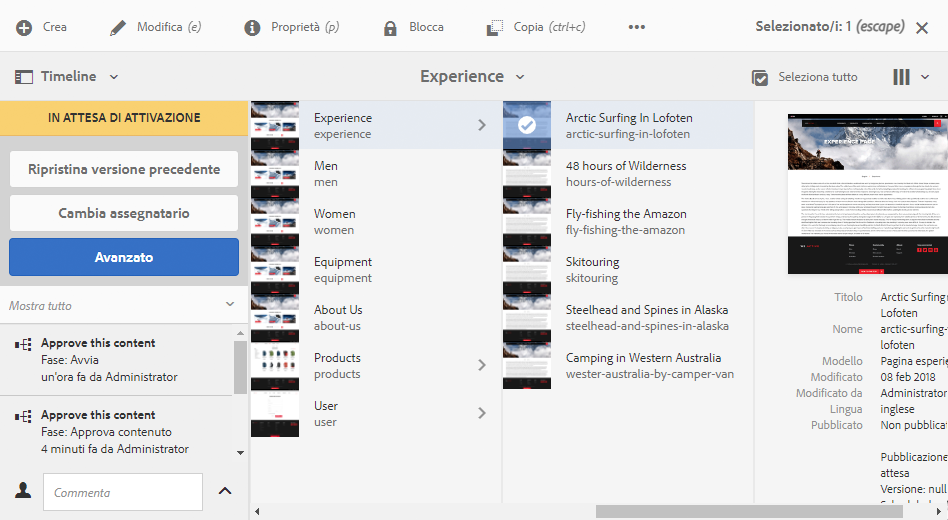 Crea
Modifica (e)
Proprietà (p)
Blocca
Copia (ctrl+c)
Selezionato/i: 1 (escape)
Timeline
Experience
Seleziona tutto
IN ATTESA DI ATTIVAZIONE
Ripristina versione precedente
Cambia assegnatario
Avanzato
Mostra tutto
Approve this content
Fase: Avvia
un'ora fa da Administrator
Approve this content
Fase: Approva contenuto
4 minuti fa da Administrator
Commenta
Experience
experience
Men
men
Women
women
Equipment
equipment
About Us
about-us
Products
products
User
user
Arctic Surfing In Lofoten
arctic-surfing-in-lofoten
48 hours of Wilderness
hours-of-wilderness
Fly-fishing the Amazon
fly-fishing-the-amazon
Skitouring
skitouring
Steelhead and Spines in Alaska
steelhead-and-spines-in-alaska
Camping in Western Australia
wester-australia-by-camper-van
EXPERIENCE PAGE
Titolo Arctic Surfing
Lofoten
Nome arctic-surfing-
lofoten
Modello Pagina esperie
Modificato 08 feb 2018
Modificato da Administrator
Lingua inglese
Pubblicato Non pubblicat
Pubblicazione
attesa
Versione: null